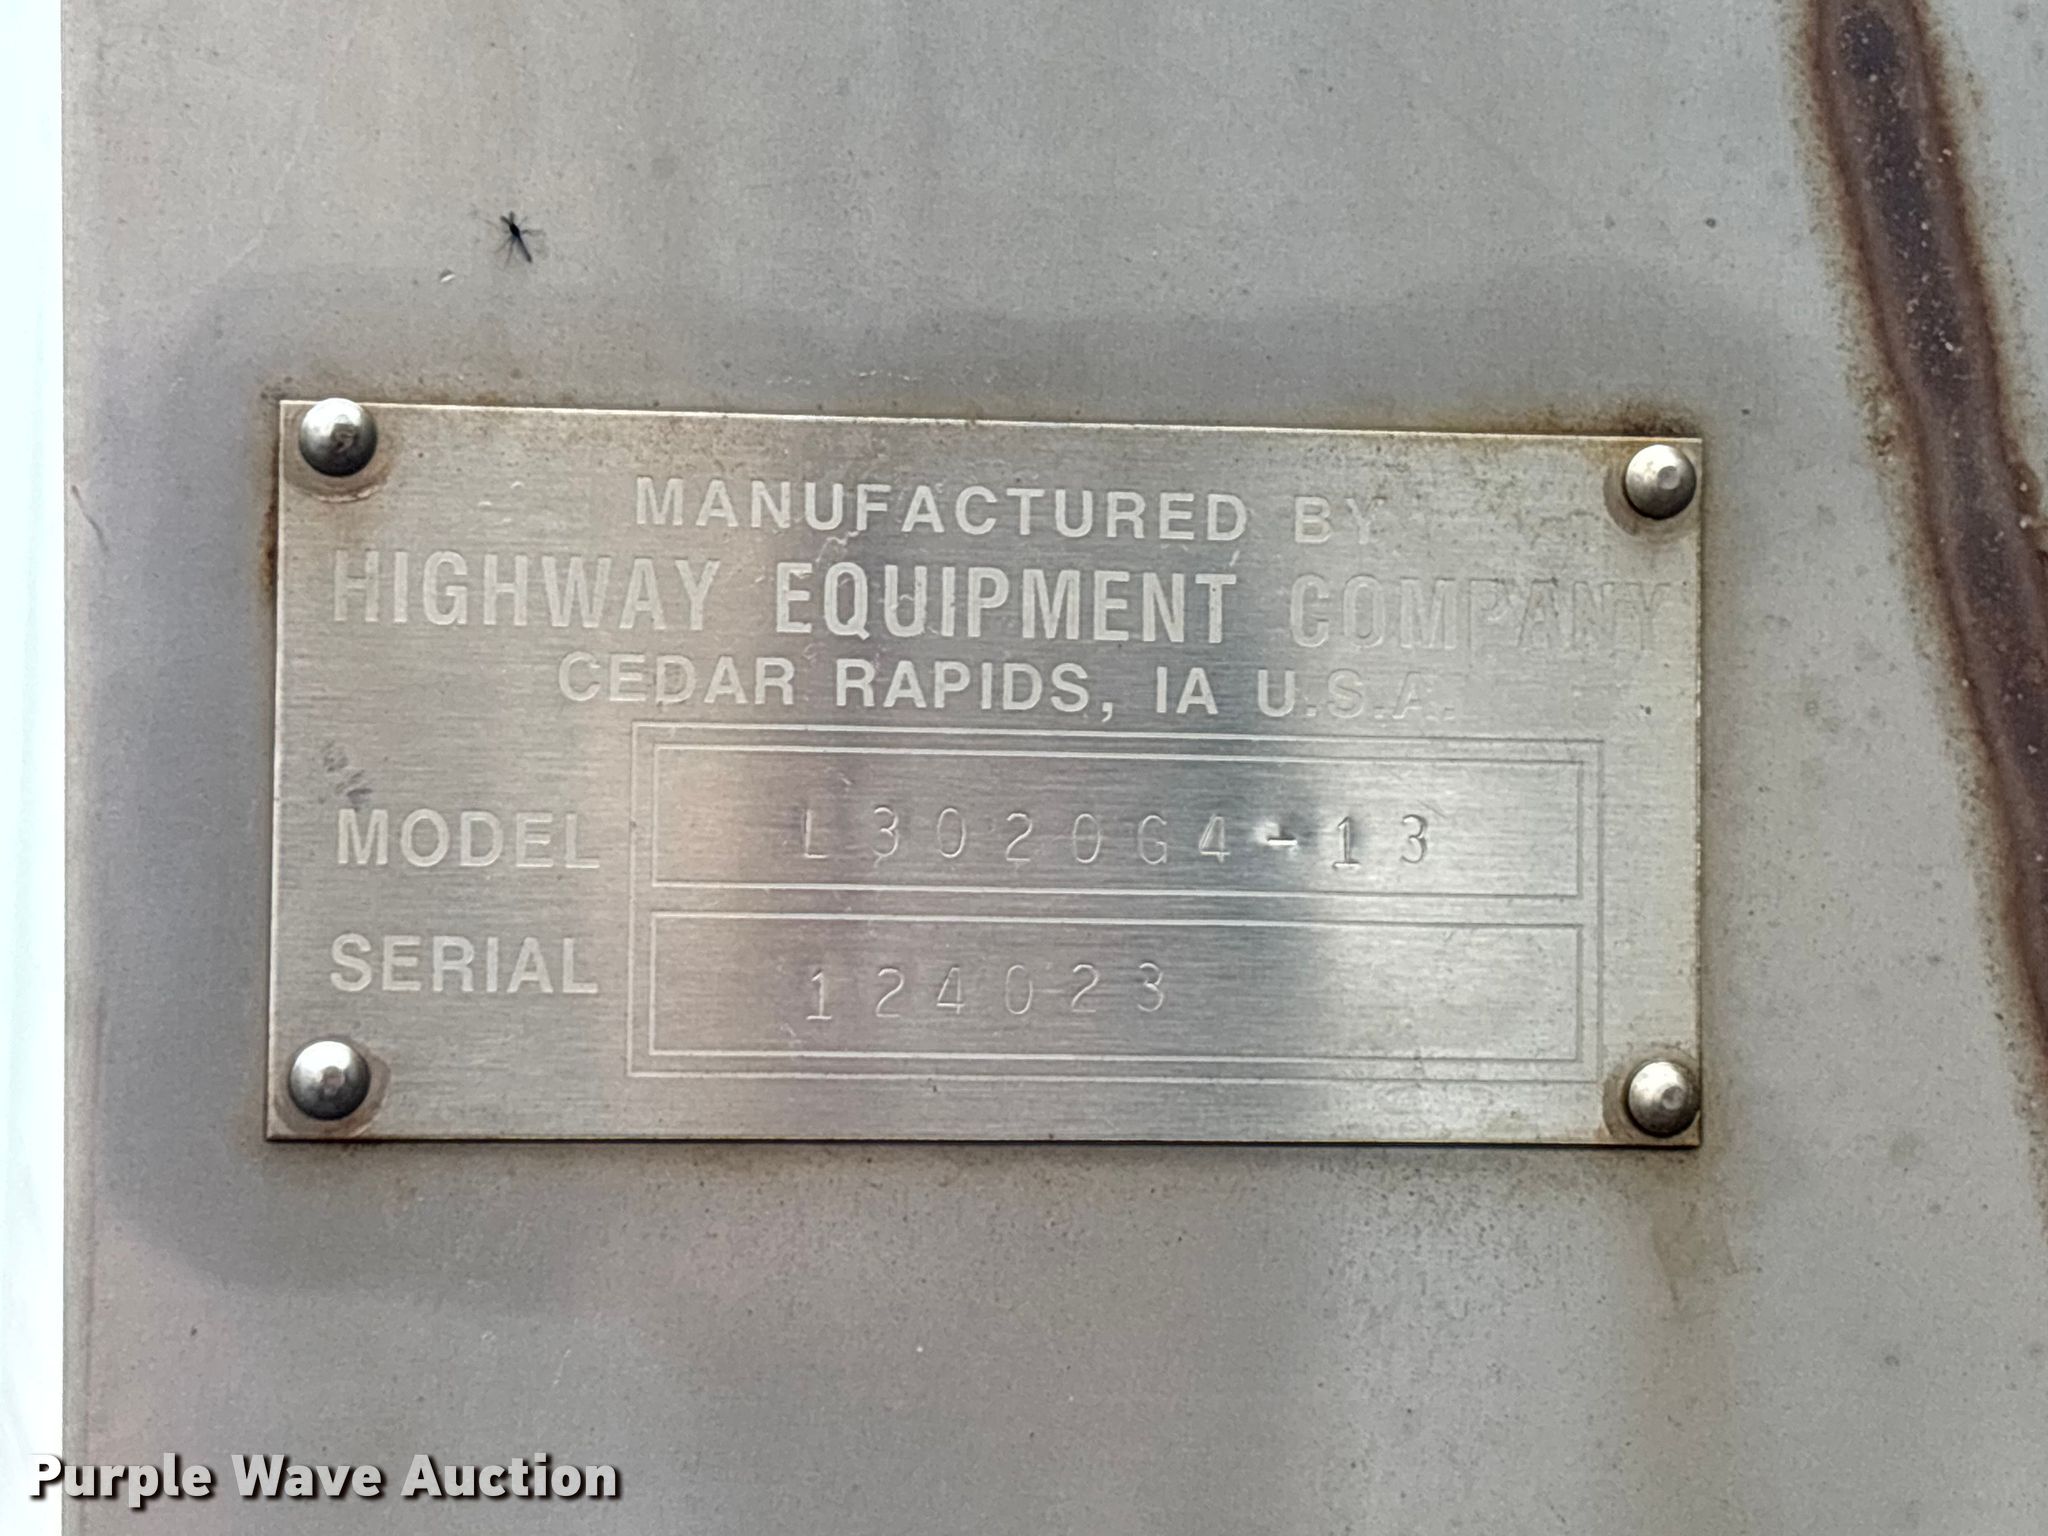 MANUFACTURED BY
HIGHWAY EQUIPMENT COMPANY
CEDAR RAPIDS, IA U.S.A.
MODEL L3020G4-13
SERIAL 124023
Purple Wave Auction